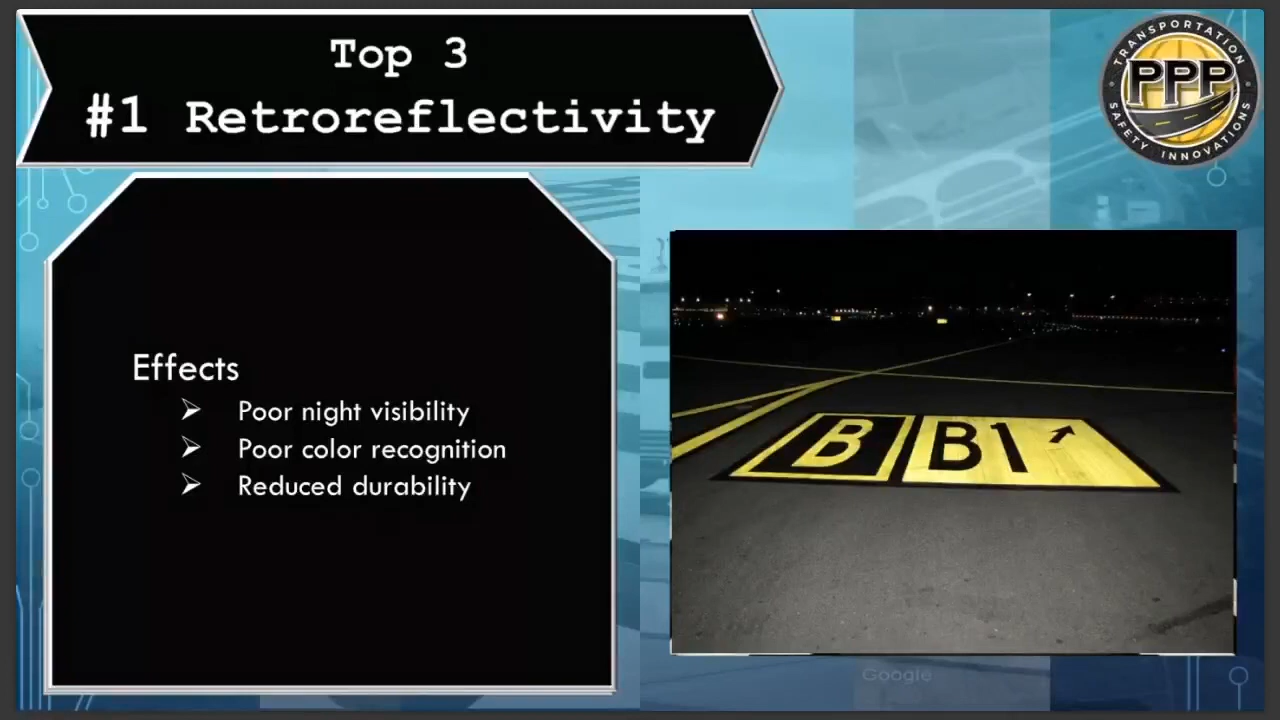 Top 3
#1 Retroreflectivity
TRANSPORTATION
PPP
SAFETY INNOVATIONS
Effects
Poor night visibility
Poor color recognition
Reduced durability
B B1
Google